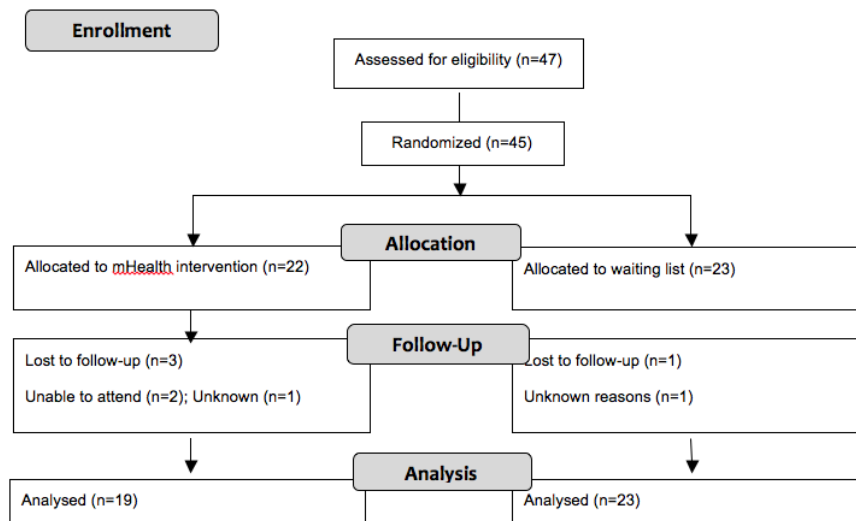 Enrollment
Assessed for eligibility (n=47)
Randomized (n=45)
Allocation
Allocated to mHealth intervention (n=22)
Allocated to waiting list (n=23)
Follow-Up
Lost to follow-up (n=3)
Unable to attend (n=2); Unknown (n=1)
Lost to follow-up (n=1)
Unknown reasons (n=1)
Analysis
Analysed (n=19)
Analysed (n=23)